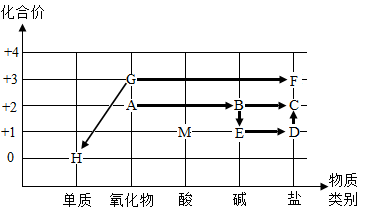 化合价
+4
+3 G F
+2 A B C
+1 M E D
0 H
单质 氧化物 酸 碱 盐 物质
类别